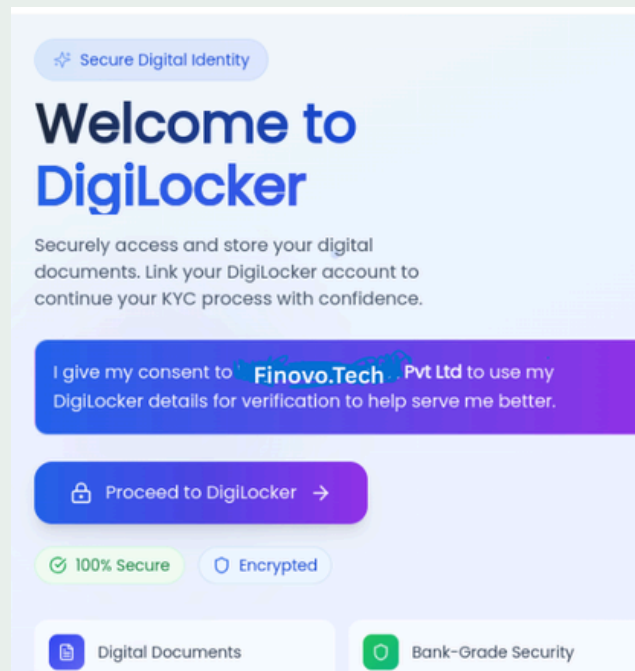 Secure Digital Identity
Welcome to
DigiLocker
Securely access and store your digital
documents. Link your DigiLocker account to
continue your KYC process with confidence.
I give my consent to Finovo.Tech Pvt Ltd to use my
DigiLocker details for verification to help serve me better.
Proceed to DigiLocker
100% Secure
Encrypted
Digital Documents
Bank-Grade Security